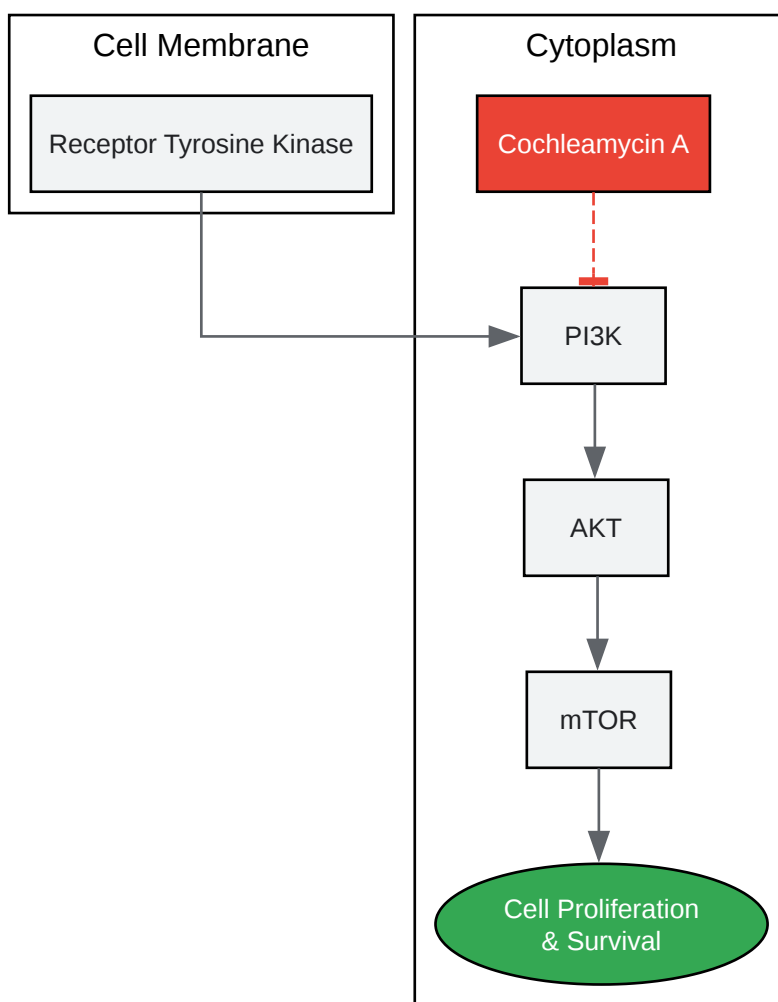 Cell Membrane
Receptor Tyrosine Kinase
Cytoplasm
Cochleamycin A
PI3K
AKT
mTOR
Cell Proliferation
& Survival